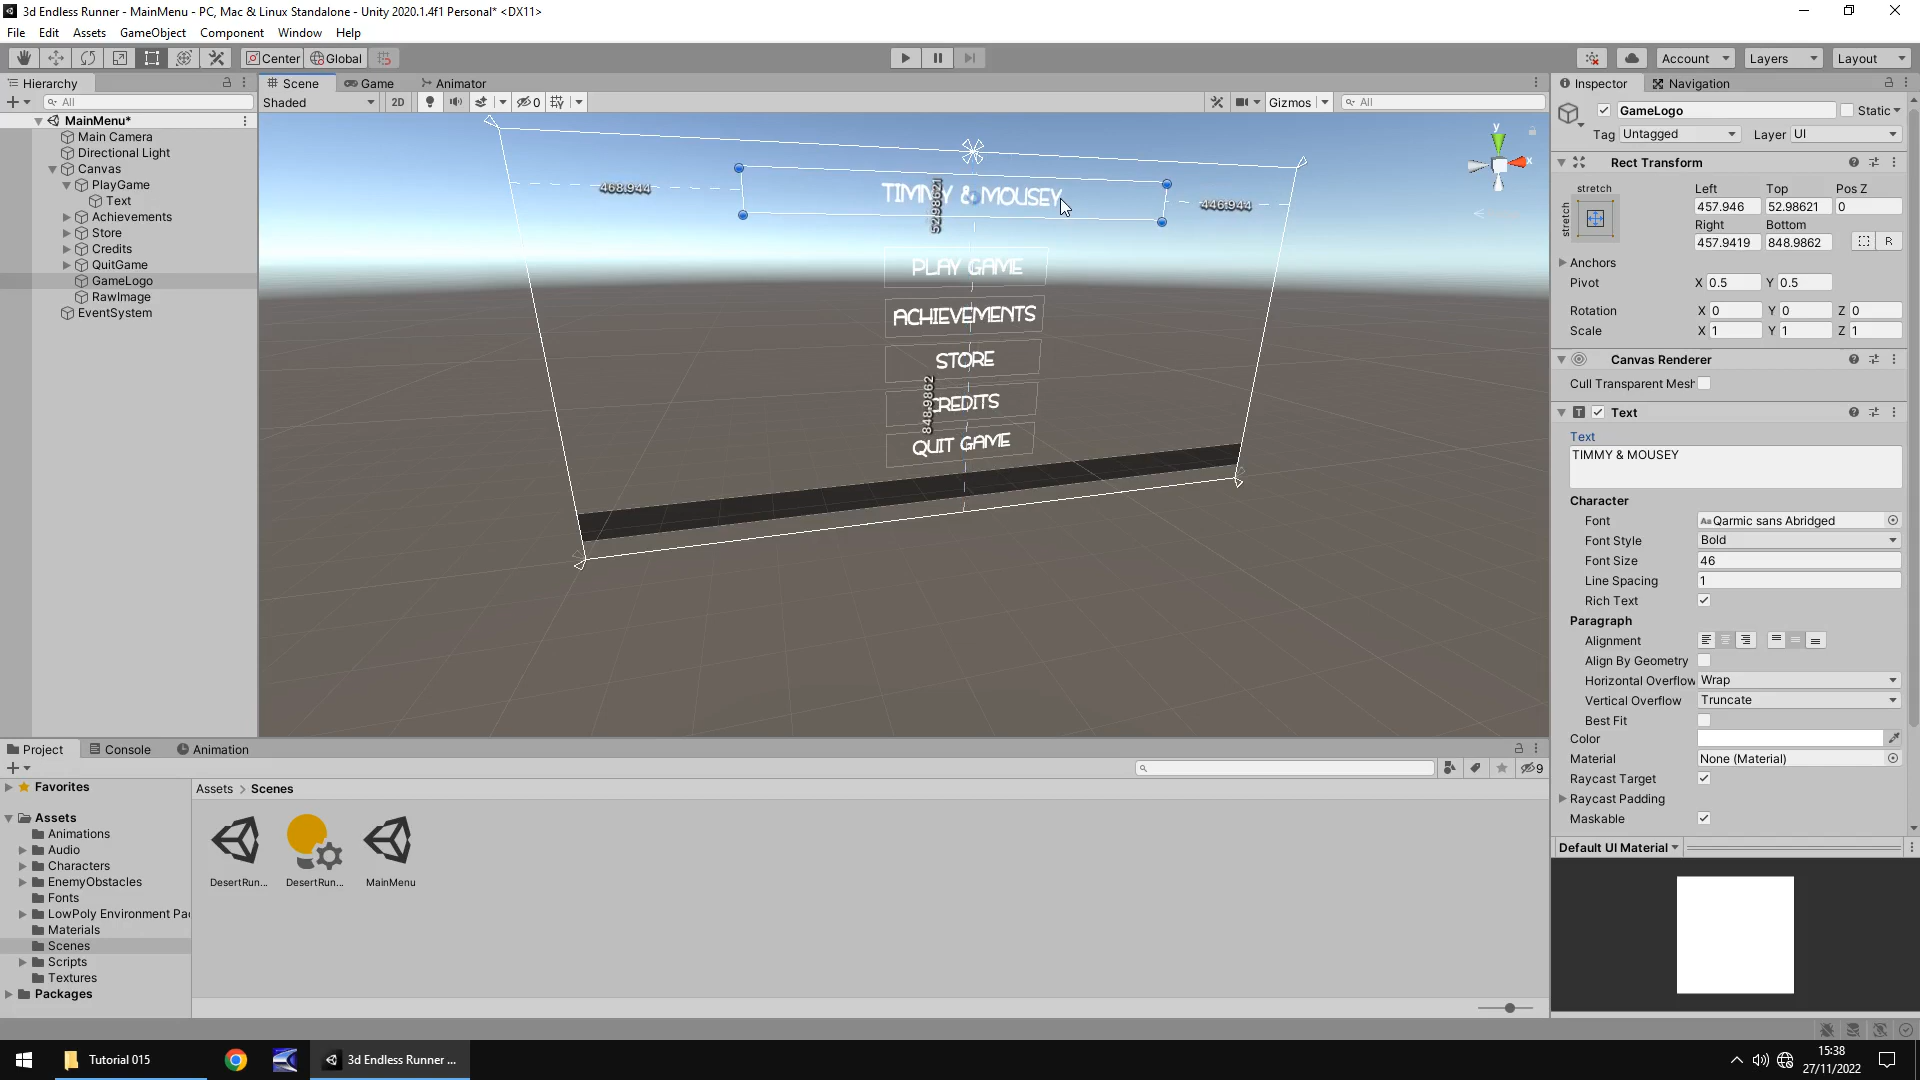 3d Endless Runner - MainMenu - PC, Mac & Linux Standalone - Unity 2020.1.4f1 Personal* <DX11>
File Edit Assets GameObject Component Window Help
Center Global Account Layers Layout
Hierarchy Scene Game Animator Inspector Navigation
All Shaded 2D 0 Gizmos All
GameLogo Static
Tag Untagged Layer UI
MainMenu*
Main Camera
Directional Light
Canvas
PlayGame
Text
Achievements
Store
Credits
QuitGame
GameLogo
RawImage
EventSystem
468.944 TIMMY & MOUSEY 446.944
52.98621
PLAY GAME
ACHIEVEMENTS
STORE
CREDITS
848.9862
QUIT GAME
y
x
Rect Transform
stretch Left Top Pos Z
stretch 457.946 52.98621 0
Right Bottom
457.9419 848.9862 R
Anchors
Pivot X 0.5 Y 0.5
Rotation X 0 Y 0 Z 0
Scale X 1 Y 1 Z 1
Canvas Renderer
Cull Transparent Mesh
Text
Text
TIMMY & MOUSEY
Character
Font Qarmic sans Abridged
Font Style Bold
Font Size 46
Line Spacing 1
Rich Text
Paragraph
Alignment
Align By Geometry
Horizontal Overflow Wrap
Vertical Overflow Truncate
Best Fit
Color
Material None (Material)
Raycast Target
Raycast Padding
Maskable
Default UI Material
Project Console Animation
9
Favorites
Assets
Animations
Audio
Characters
EnemyObstacles
Fonts
LowPoly Environment Pac
Materials
Scenes
Scripts
Textures
Packages
Assets > Scenes
DesertRun... DesertRun... MainMenu
Tutorial 015 3d Endless Runner ...
15:38
27/11/2022